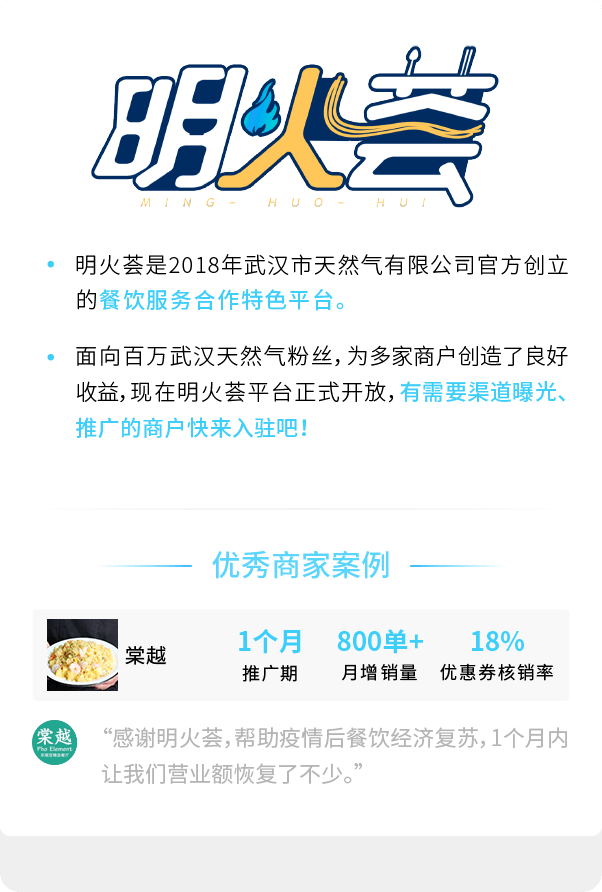 明火荟
MING- HUO- HUI
明火荟是2018年武汉市天然气有限公司官方创立
的餐饮服务合作特色平台。
面向百万武汉天然气粉丝，为多家商户创造了良好
收益，现在明火荟平台正式开放，有需要渠道曝光、
推广的商户快来入驻吧！
优秀商家案例
棠越
1个月 800单+ 18%
推广期 月增销量 优惠券核销率
棠越
Pho Element
“感谢明火荟，帮助疫情后餐饮经济复苏，1个月内
让我们营业额恢复了不少。”